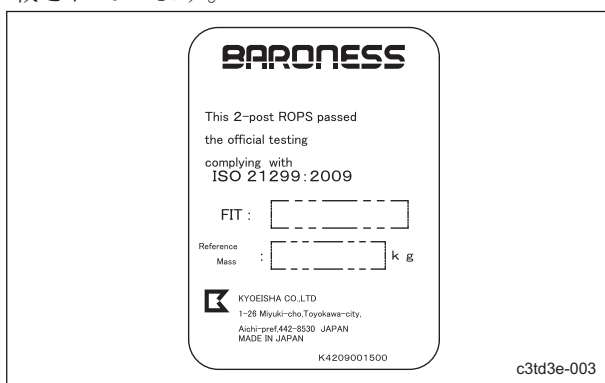 BARONESS
This 2-post ROPS passed
the official testing
complying with
ISO 21299:2009
FIT :
Reference Mass : kg
KYOEISHA CO.,LTD
1-26 Miyuki-cho,Toyokawa-city,
Aichi-pref,442-8530 JAPAN
MADE IN JAPAN
K4209001500
c3td3e-003